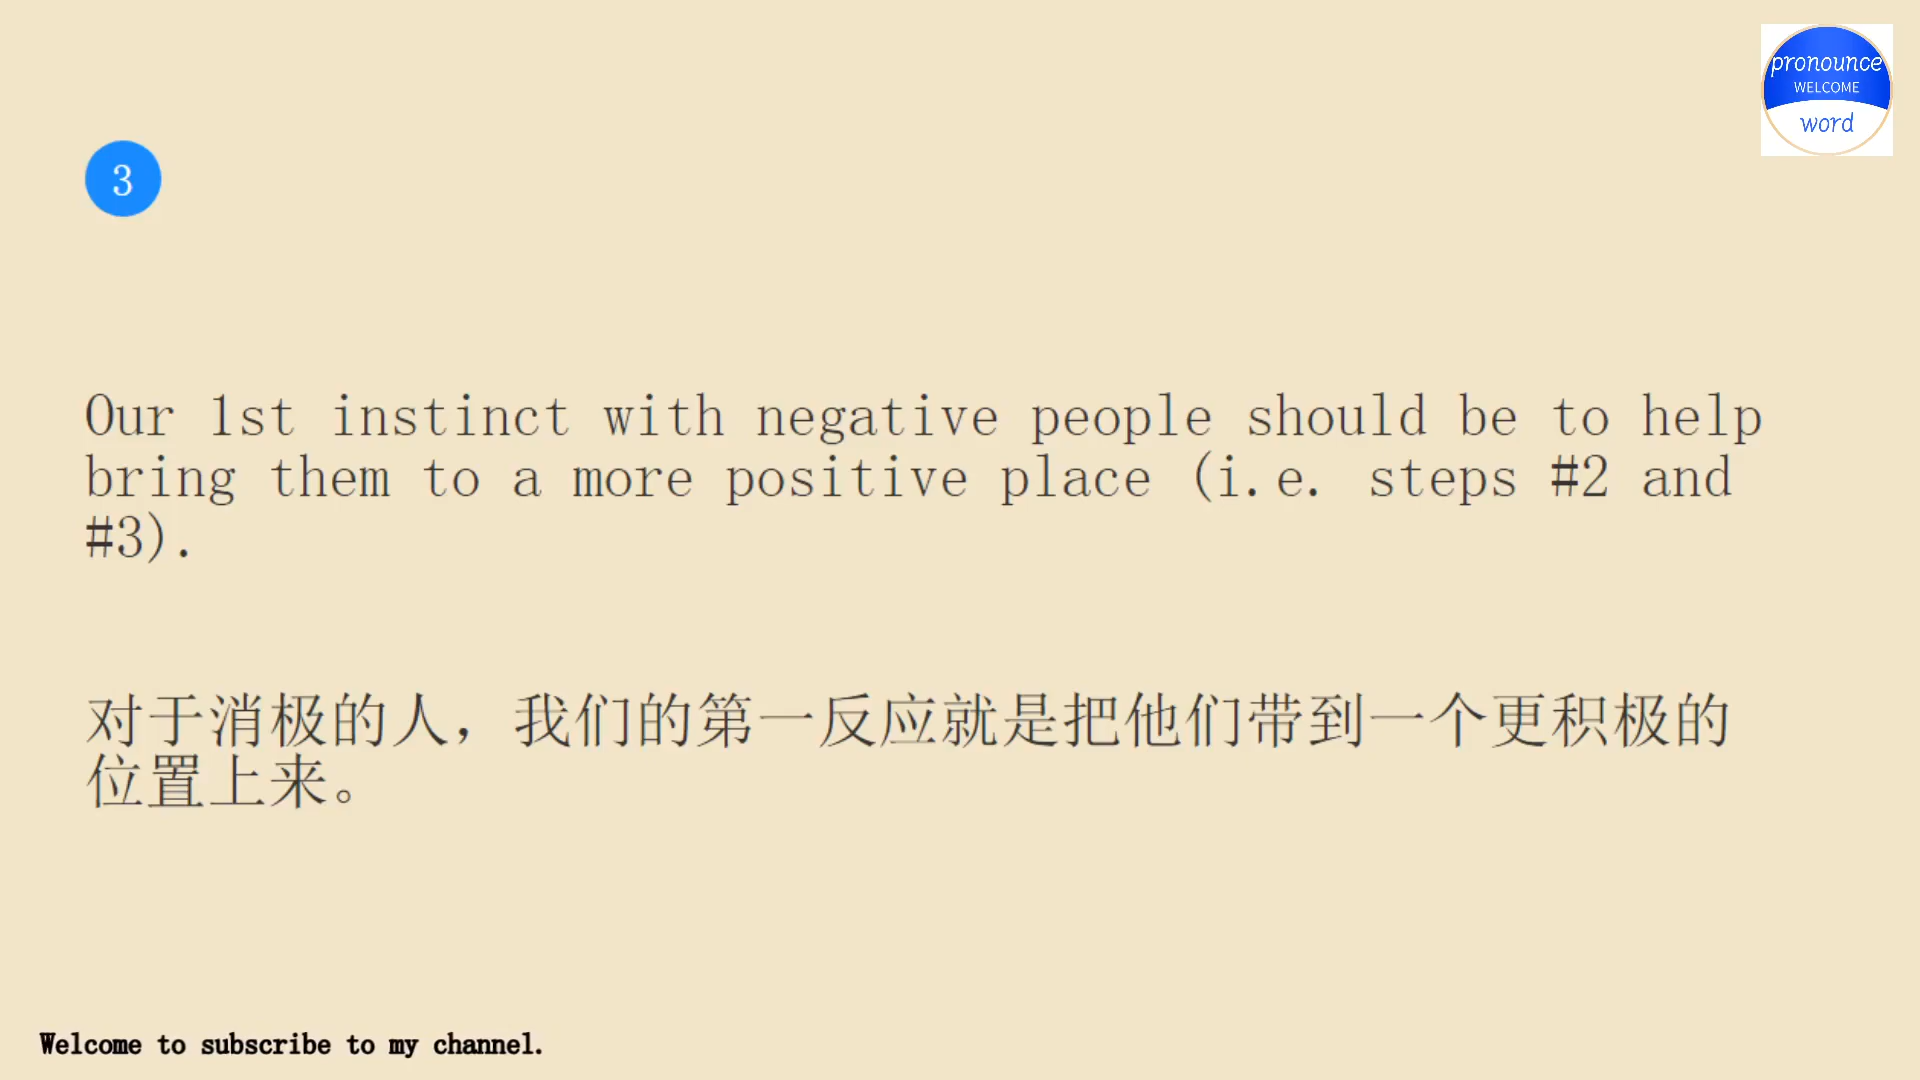 pronounce
WELCOME
word
3
Our 1st instinct with negative people should be to help
bring them to a more positive place (i.e. steps #2 and
#3).
对于消极的人，我们的第一反应就是把他们带到一个更积极的
位置上来。
Welcome to subscribe to my channel.